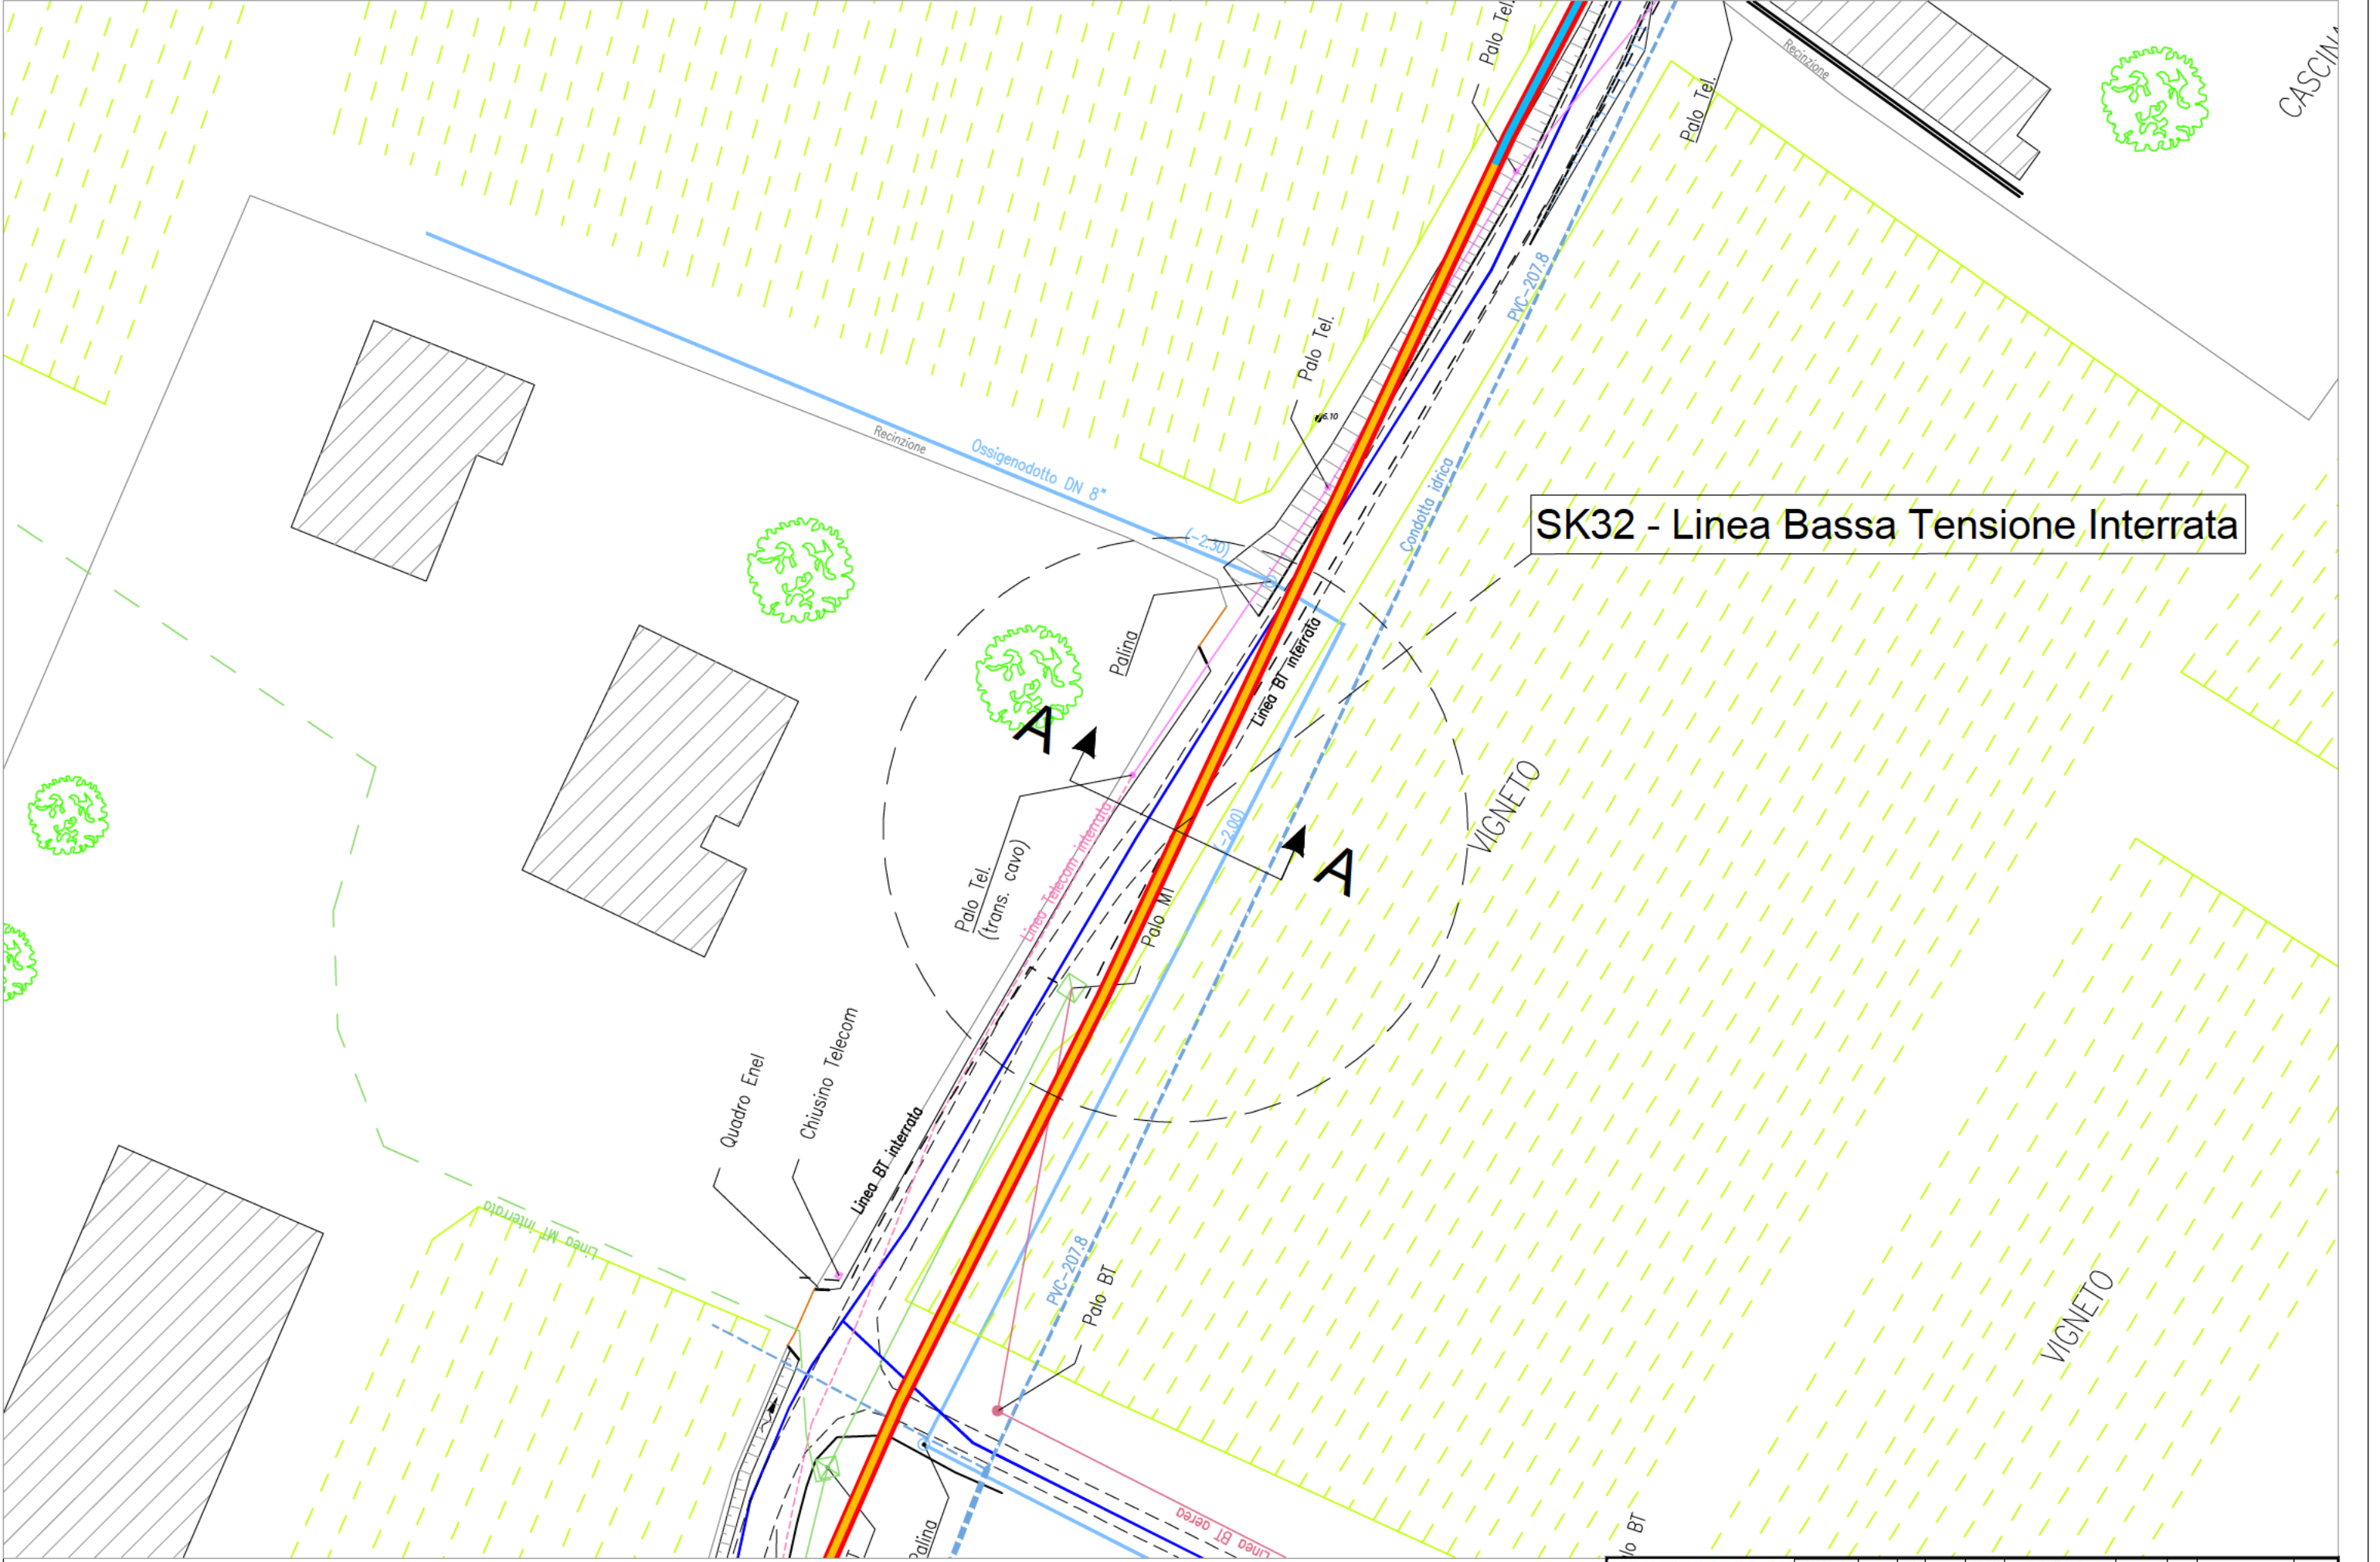 Palo Tel.
Palo Tel.
Recinzione
CASCINA
PVC-207.8
Palo Tel.
Recinzione
Ossigenodotto DN 8"
(-2.50)
Condotta idrica
SK32 - Linea Bassa Tensione Interrata
Palina
Linea BT interrata
A
Linea Telecom interrata
(-2.00)
VIGNETO
A
Palo Tel.
(trans. cavo)
Palo MT
Quadro Enel
Chiusino Telecom
Linea BT interrata
Linea MT interrata
PVC-207.8
Palo BT
VIGNETO
Linea BT aerea
Palina